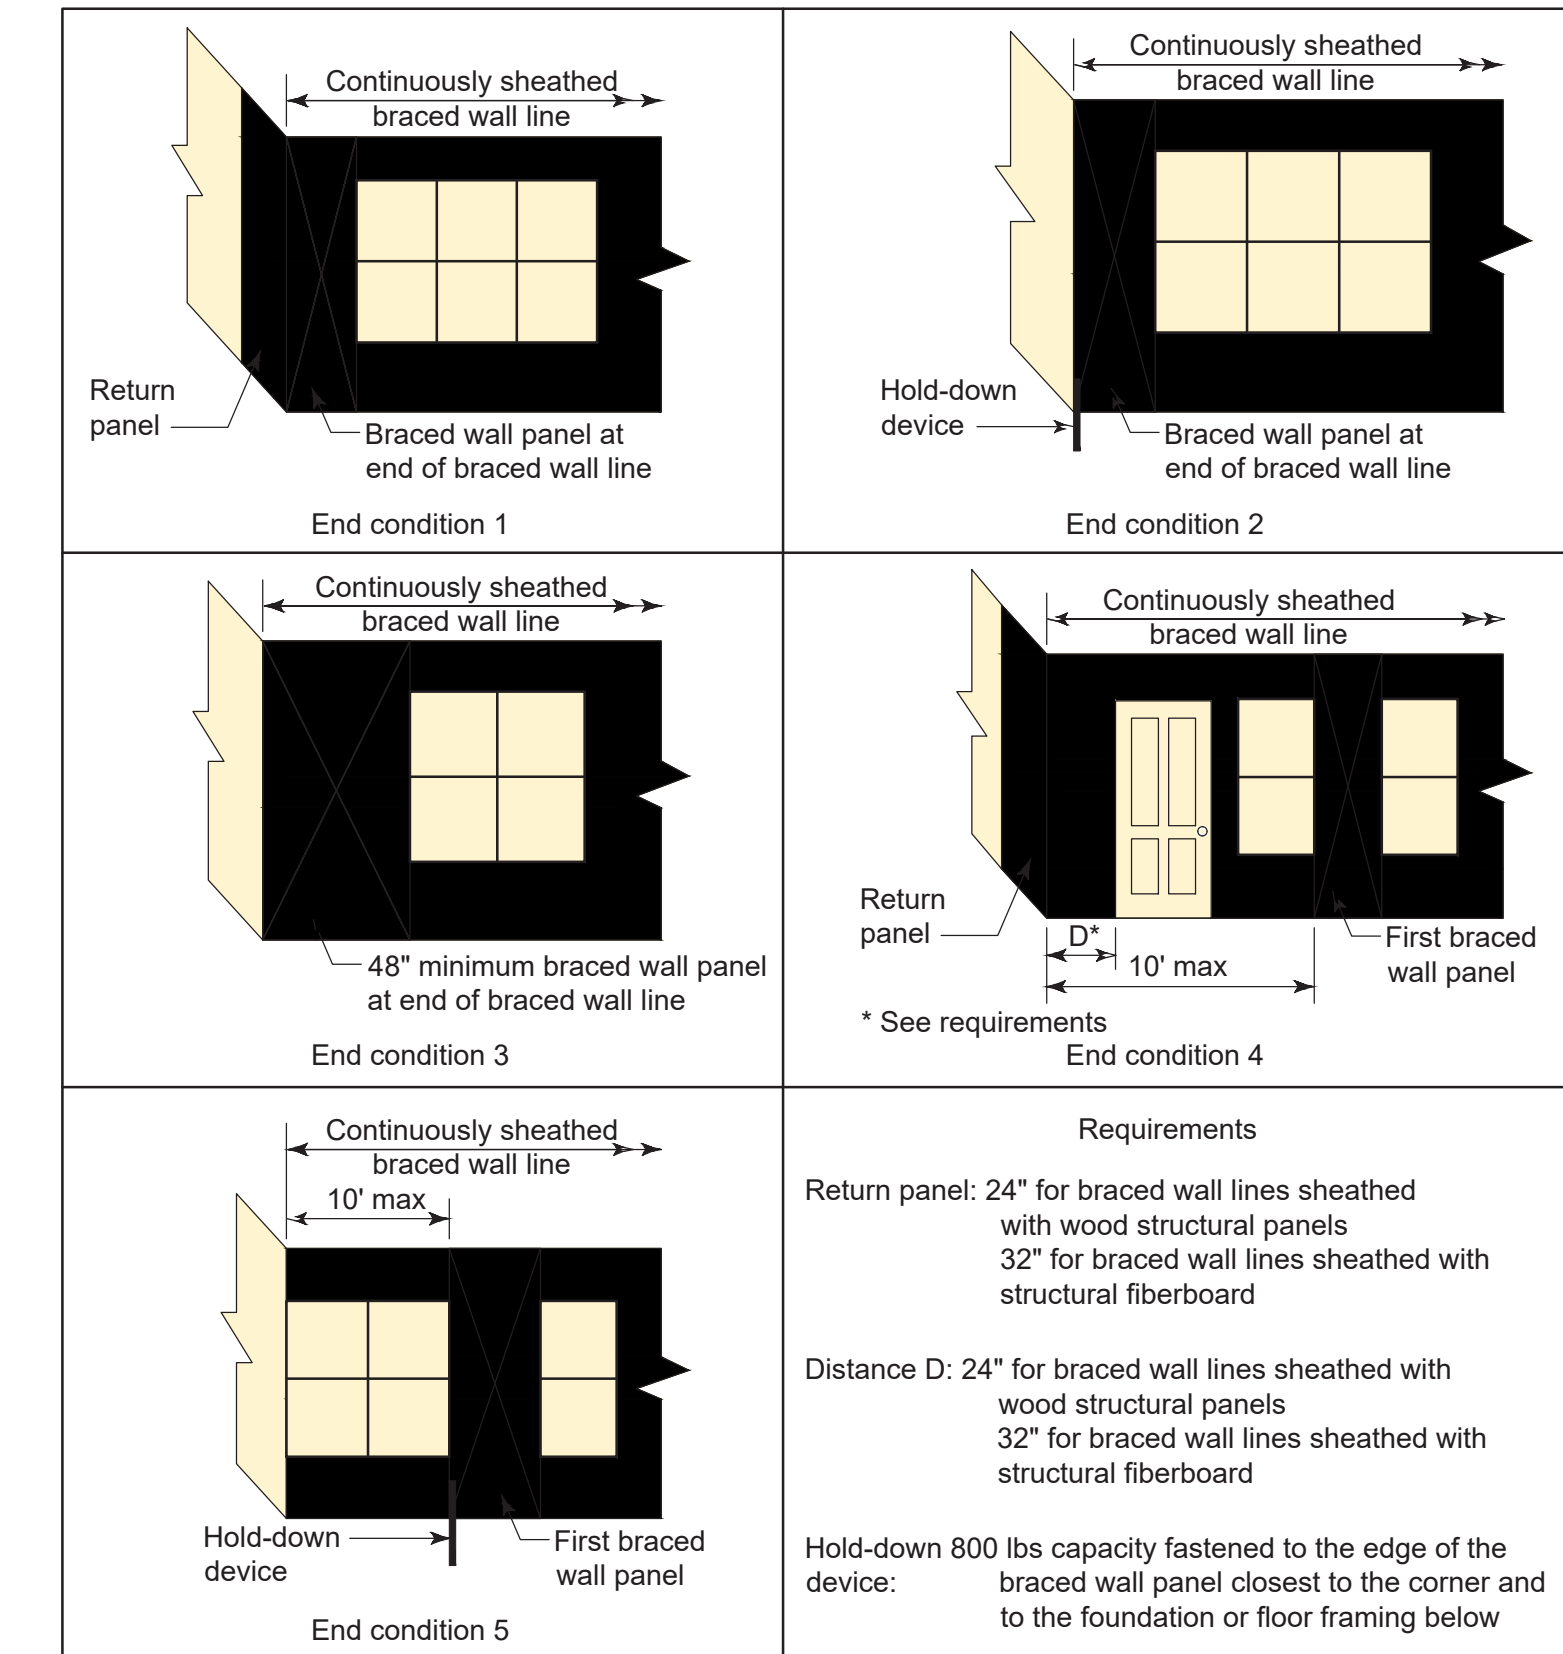 Continuously sheathed
braced wall line
Return
panel
Braced wall panel at
end of braced wall line
End condition 1
Continuously sheathed
braced wall line
Hold-down
device
Braced wall panel at
end of braced wall line
End condition 2
Continuously sheathed
braced wall line
48" minimum braced wall panel
at end of braced wall line
End condition 3
Continuously sheathed
braced wall line
Return
panel
D*
10' max
First braced
wall panel
* See requirements
End condition 4
Continuously sheathed
braced wall line
10' max
Hold-down
device
First braced
wall panel
End condition 5
Requirements
Return panel: 24" for braced wall lines sheathed
with wood structural panels
32" for braced wall lines sheathed with
structural fiberboard
Distance D: 24" for braced wall lines sheathed with
wood structural panels
32" for braced wall lines sheathed with
structural fiberboard
Hold-down 800 lbs capacity fastened to the edge of the
device: braced wall panel closest to the corner and
to the foundation or floor framing below